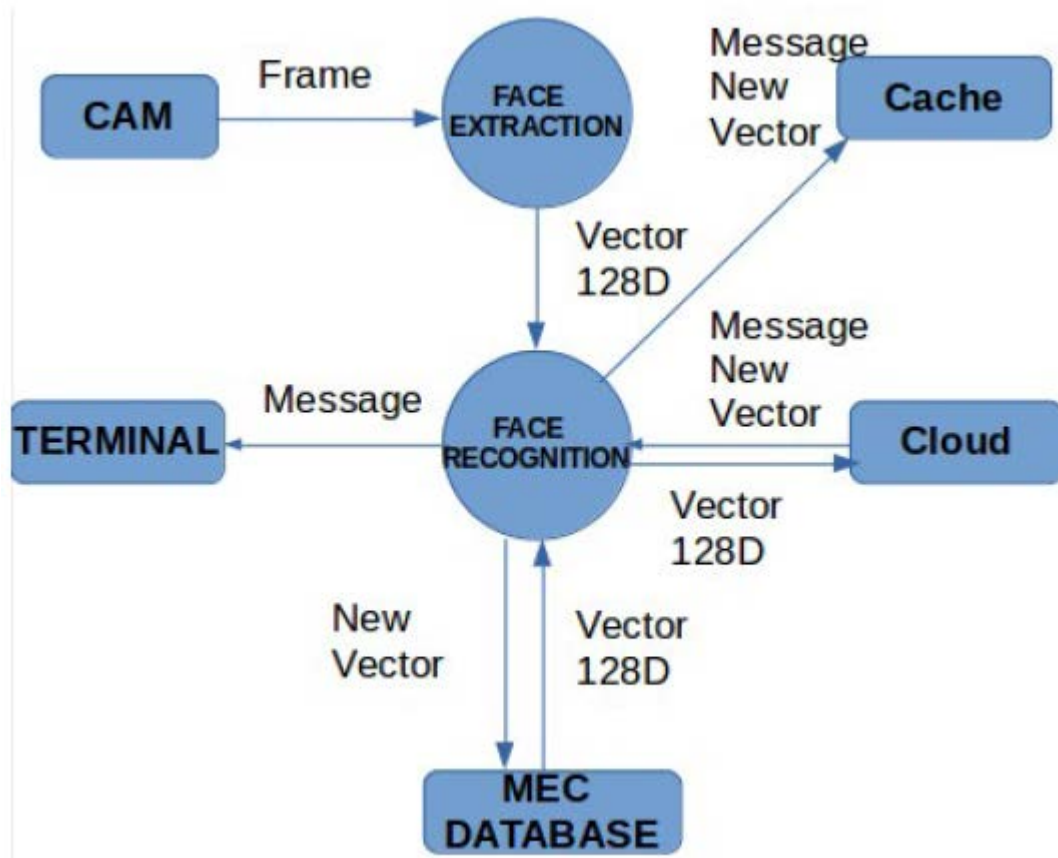 CAM
Frame
FACE
EXTRACTION
Message
New
Vector
Cache
Vector
128D
TERMINAL
Message
FACE
RECOGNITION
Message
New
Vector
Cloud
Vector
128D
New
Vector
Vector
128D
MEC
DATABASE